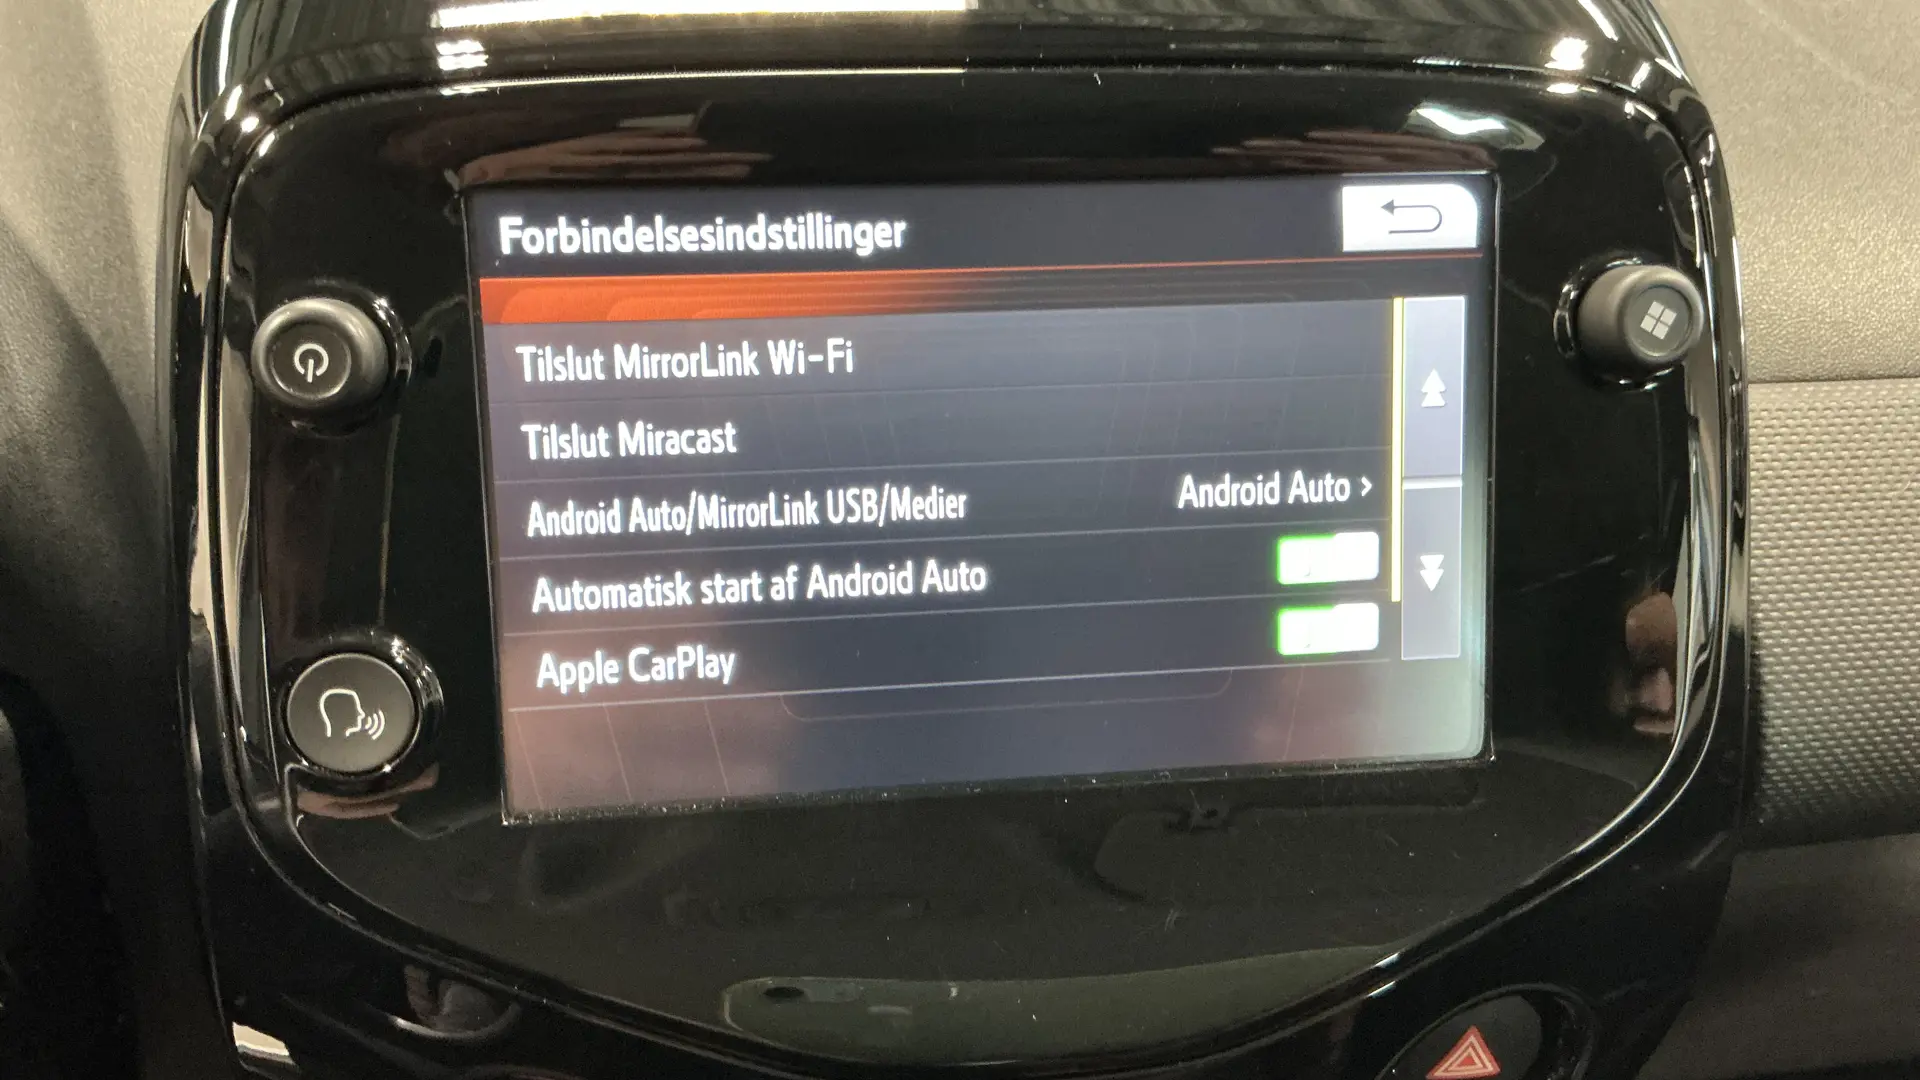 Forbindelsesindstillinger
Tilslut MirrorLink Wi-Fi
Tilslut Miracast
Android Auto/MirrorLink USB/Medier Android Auto >
Automatisk start af Android Auto
Apple CarPlay